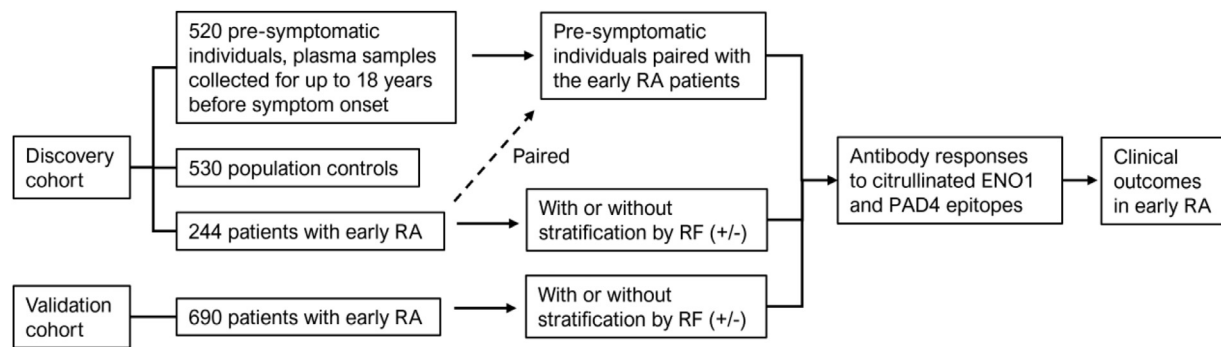 520 pre-symptomatic
individuals, plasma samples
collected for up to 18 years
before symptom onset
Pre-symptomatic
individuals paired with
the early RA patients
Discovery
cohort
530 population controls
Paired
244 patients with early RA
With or without
stratification by RF (+/-)
Antibody responses
to citrullinated ENO1
and PAD4 epitopes
Clinical
outcomes
in early RA
Validation
cohort
690 patients with early RA
With or without
stratification by RF (+/-)